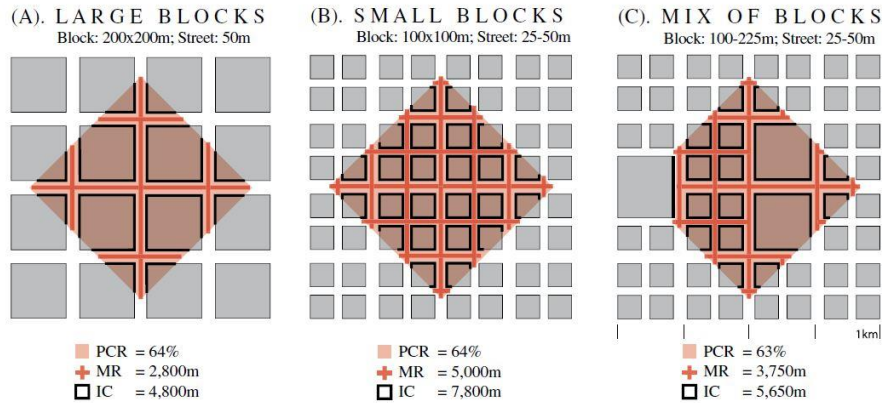 (A). LARGE BLOCKS
Block: 200x200m; Street: 50m
PCR = 64%
MR = 2,800m
IC = 4,800m
(B). SMALL BLOCKS
Block: 100x100m; Street: 25-50m
PCR = 64%
MR = 5,000m
IC = 7,800m
(C). MIX OF BLOCKS
Block: 100-225m; Street: 25-50m
1km
PCR = 63%
MR = 3,750m
IC = 5,650m